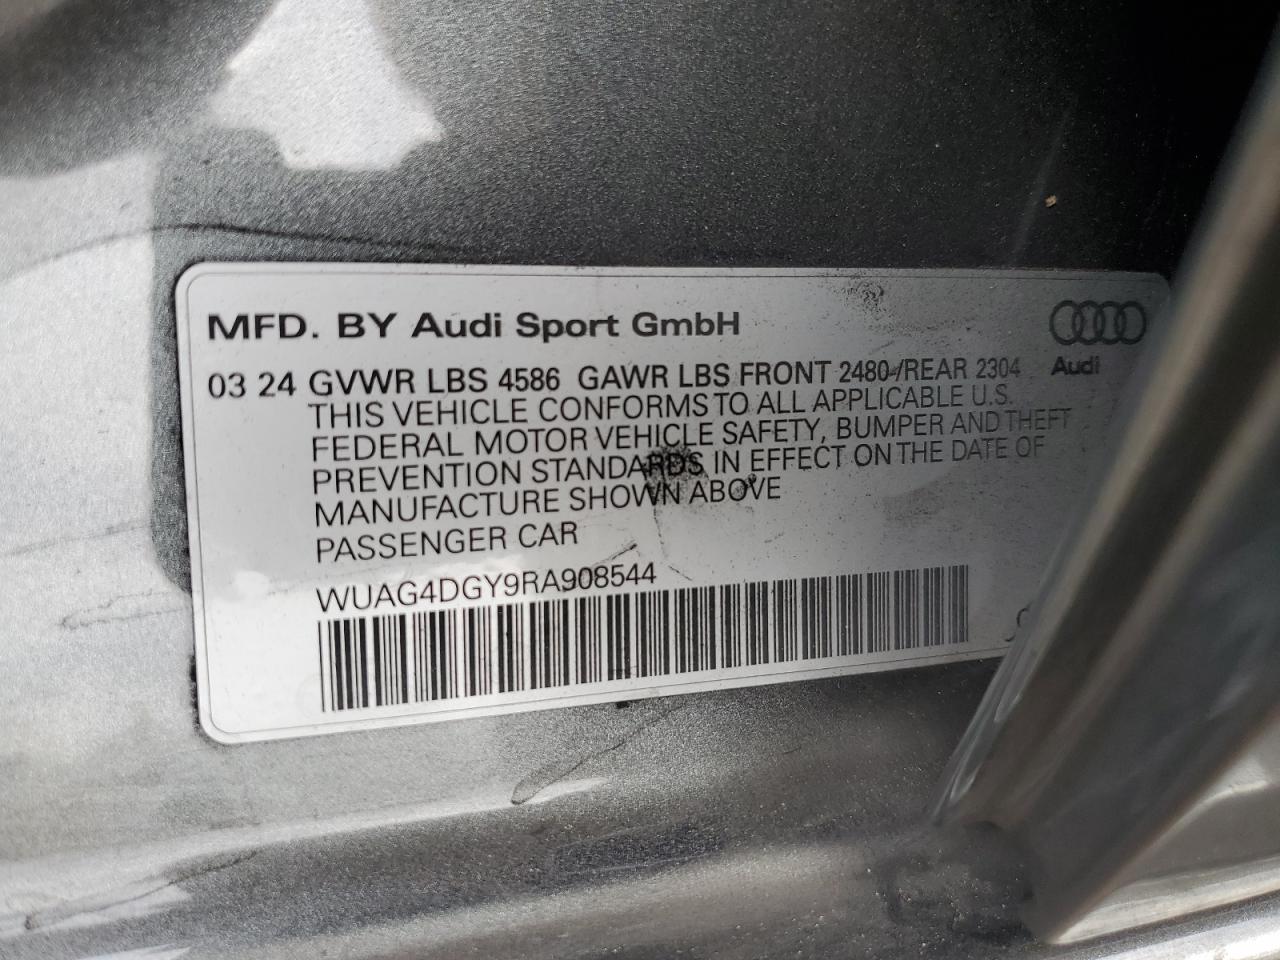 MFD. BY Audi Sport GmbH
Audi
03 24 GVWR LBS 4586 GAWR LBS FRONT 2480-/REAR 2304
THIS VEHICLE CONFORMS TO ALL APPLICABLE U.S.
FEDERAL MOTOR VEHICLE SAFETY, BUMPER AND THEFT
PREVENTION STANDARDS IN EFFECT ON THE DATE OF
MANUFACTURE SHOWN ABOVE
PASSENGER CAR
WUAG4DGY9RA908544